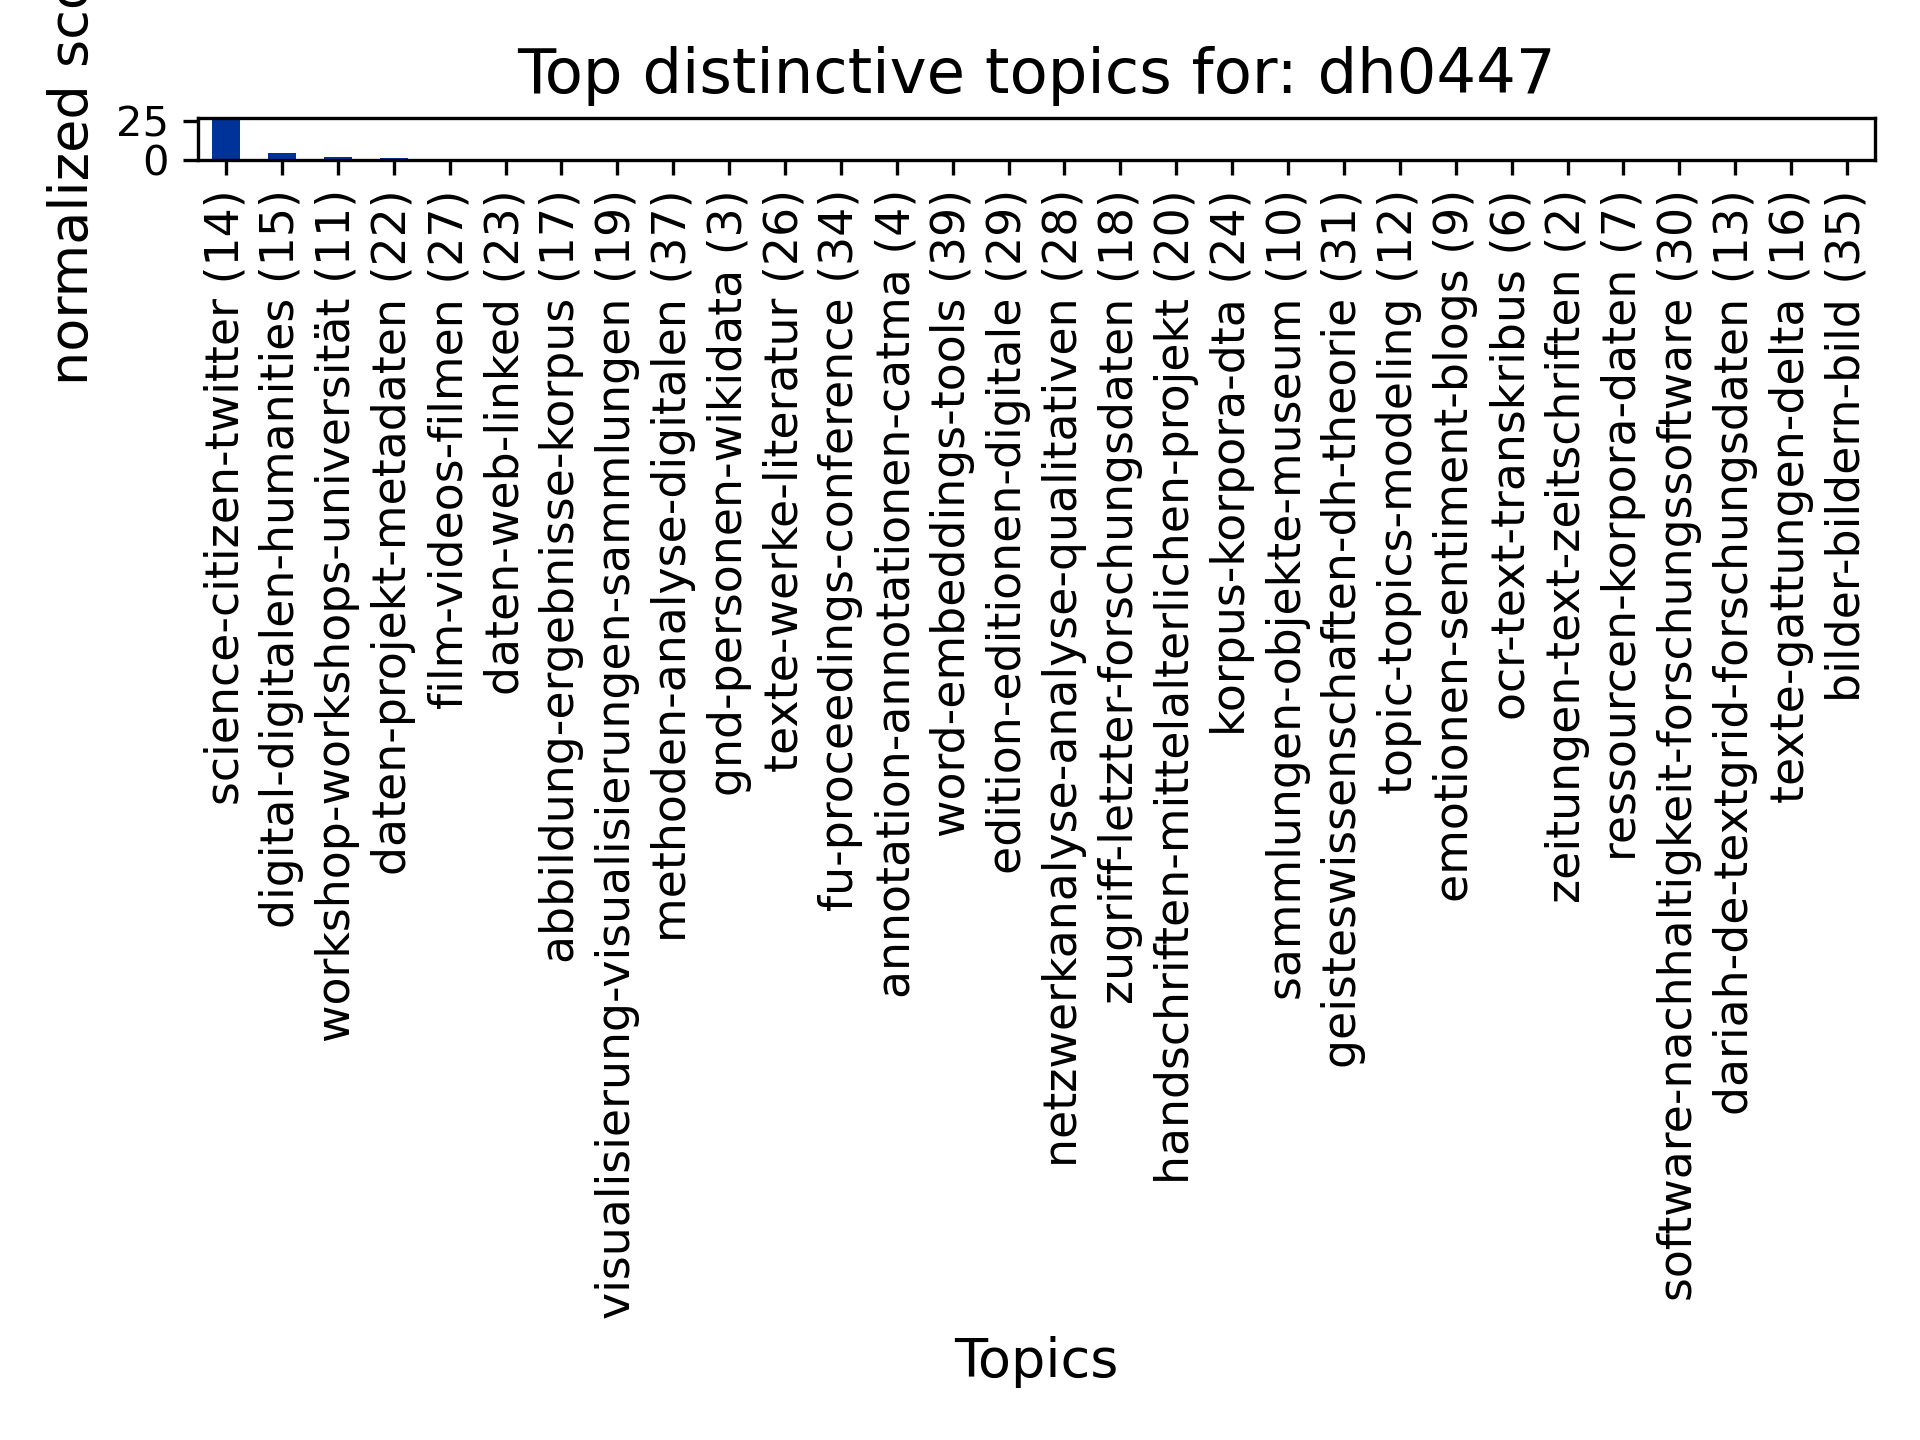 Top distinctive topics for: dh0447
normalized
25
0
science-citizen-twitter (14)
digital-digitalen-humanities (15)
workshop-workshops-universität (11)
daten-projekt-metadaten (22)
film-videos-filmen (27)
daten-web-linked (23)
abbildung-ergebnisse-korpus (17)
visualisierung-visualisierungen-sammlungen (19)
methoden-analyse-digitalen (37)
gnd-personen-wikidata (3)
texte-werke-literatur (26)
fu-proceedings-conference (34)
annotation-annotationen-catma (4)
word-embeddings-tools (39)
edition-editionen-digitale (29)
netzwerkanalyse-analyse-qualitativen (28)
zugriff-letzter-forschungsdaten (18)
handschriften-mittelalterlichen-projekt (20)
korpus-korpora-dta (24)
sammlungen-objekte-museum (10)
geisteswissenschaften-dh-theorie (31)
topic-topics-modeling (12)
emotionen-sentiment-blogs (9)
ocr-text-transkribus (6)
zeitungen-text-zeitschriften (2)
ressourcen-korpora-daten (7)
software-nachhaltigkeit-forschungssoftware (30)
dariah-de-textgrid-forschungsdaten (13)
texte-gattungen-delta (16)
bilder-bildern-bild (35)
Topics